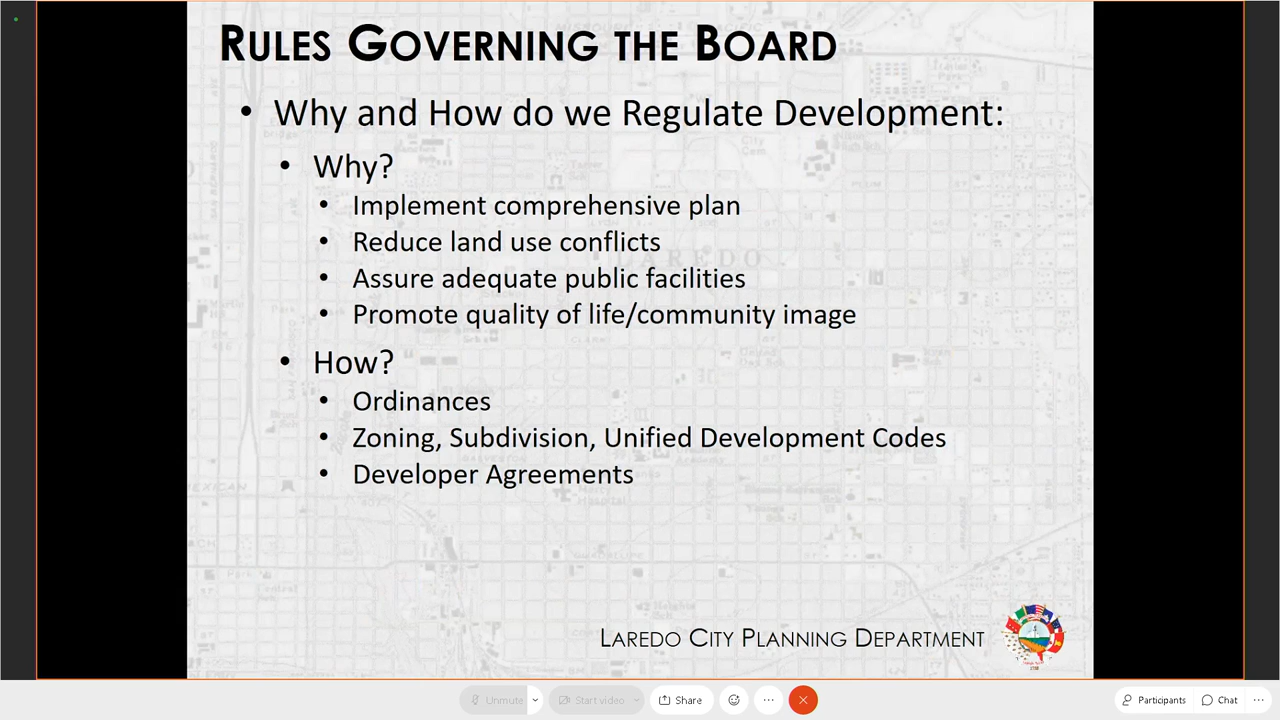 RULES GOVERNING THE BOARD
• Why and How do we Regulate Development:
• Why?
• Implement comprehensive plan
• Reduce land use conflicts
• Assure adequate public facilities
• Promote quality of life/community image
• How?
• Ordinances
• Zoning, Subdivision, Unified Development Codes
• Developer Agreements
LAREDO
LAREDO CITY PLANNING DEPARTMENT
Unmute Start video Share Participants Chat